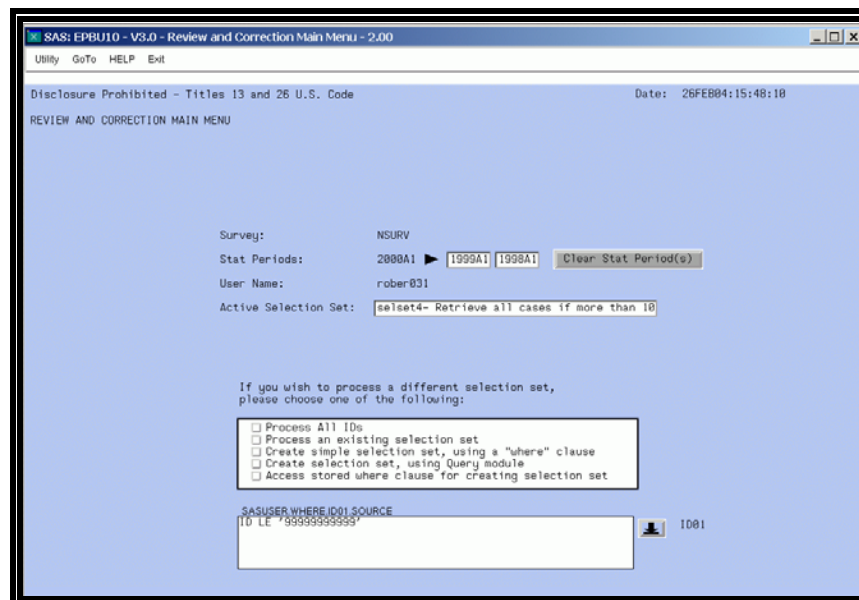 SAS: EPBU10 - V3.0 - Review and Correction Main Menu - 2.00
Utility GoTo HELP Exit
Disclosure Prohibited - Titles 13 and 26 U.S. Code Date: 26FEB04:15:48:10
REVIEW AND CORRECTION MAIN MENU
Survey: NSURV
Stat Periods: 2000A1 1999A1 1998A1 Clear Stat Period(s)
User Name: rober031
Active Selection Set: selset4- Retrieve all cases if more than 10
If you wish to process a different selection set,
please choose one of the following:
Process All IDs
Process an existing selection set
Create simple selection set, using a "where" clause
Create selection set, using Query module
Access stored where clause for creating selection set
SASUSER.WHERE.ID01.SOURCE
ID LE '99999999999' ID01